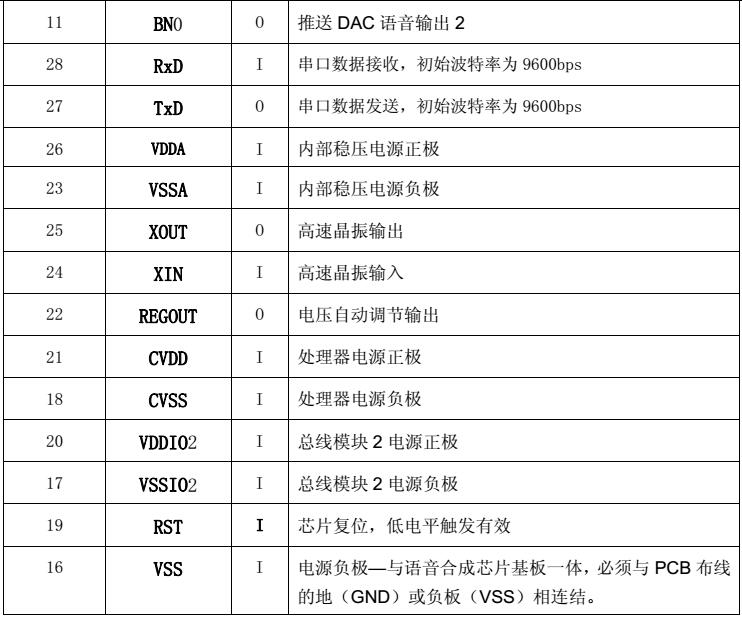 11 BN0 O 推送 DAC 语音输出 2
28 RxD I 串口数据接收，初始波特率为 9600bps
27 TxD O 串口数据发送，初始波特率为 9600bps
26 VDDA I 内部稳压电源正极
23 VSSA I 内部稳压电源负极
25 XOUT O 高速晶振输出
24 XIN I 高速晶振输入
22 REGOUT O 电压自动调节输出
21 CVDD I 处理器电源正极
18 CVSS I 处理器电源负极
20 VDDIO2 I 总线模块 2 电源正极
17 VSSIO2 I 总线模块 2 电源负极
19 RST I 芯片复位，低电平触发有效
16 VSS I 电源负极—与语音合成芯片基板一体，必须与 PCB 布线
的地（GND）或负板（VSS）相连结。